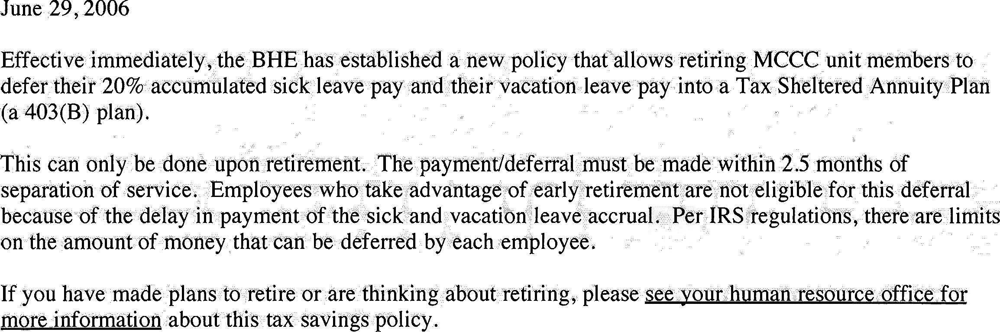 June 29, 2006
Effective immediately, the BHE has established a new policy that allows retiring MCCC unit members to
defer their 20% accumulated sick leave pay and their vacation leave pay into a Tax Sheltered Annuity Plan
(a 403(B) plan).
This can only be done upon retirement. The payment/deferral must be made within 2.5 months of
separation of service. Employees who take advantage of early retirement are not eligible for this deferral
because of the delay in payment of the sick and vacation leave accrual. Per IRS regulations, there are limits
on the amount of money that can be deferred by each employee.
If you have made plans to retire or are thinking about retiring, please see your human resource office for
more information about this tax savings policy.